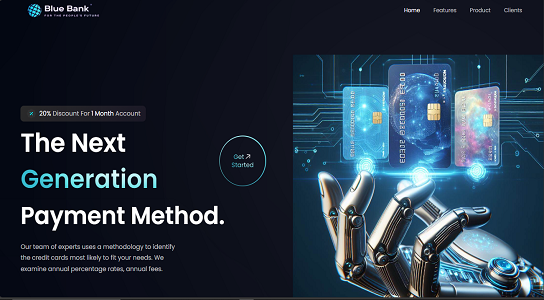 Blue Bank
FOR THE PEOPLE'S FUTURE
Home Features Product Clients
20% Discount For 1 Month Account
The Next
Generation
Payment Method.
Get
Started
Our team of experts uses a methodology to identify
the credit cards most likely to fit your needs. We
examine annual percentage rates, annual fees.